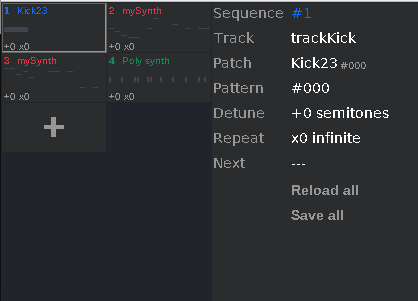 1 Kick23
+0 x0
2 mySynth
+0 x0
3 mySynth
+0 x0
4 Poly synth
+0 x0
+
Sequence #1
Track trackKick
Patch Kick23 #000
Pattern #000
Detune +0 semitones
Repeat x0 infinite
Next ---
Reload all
Save all